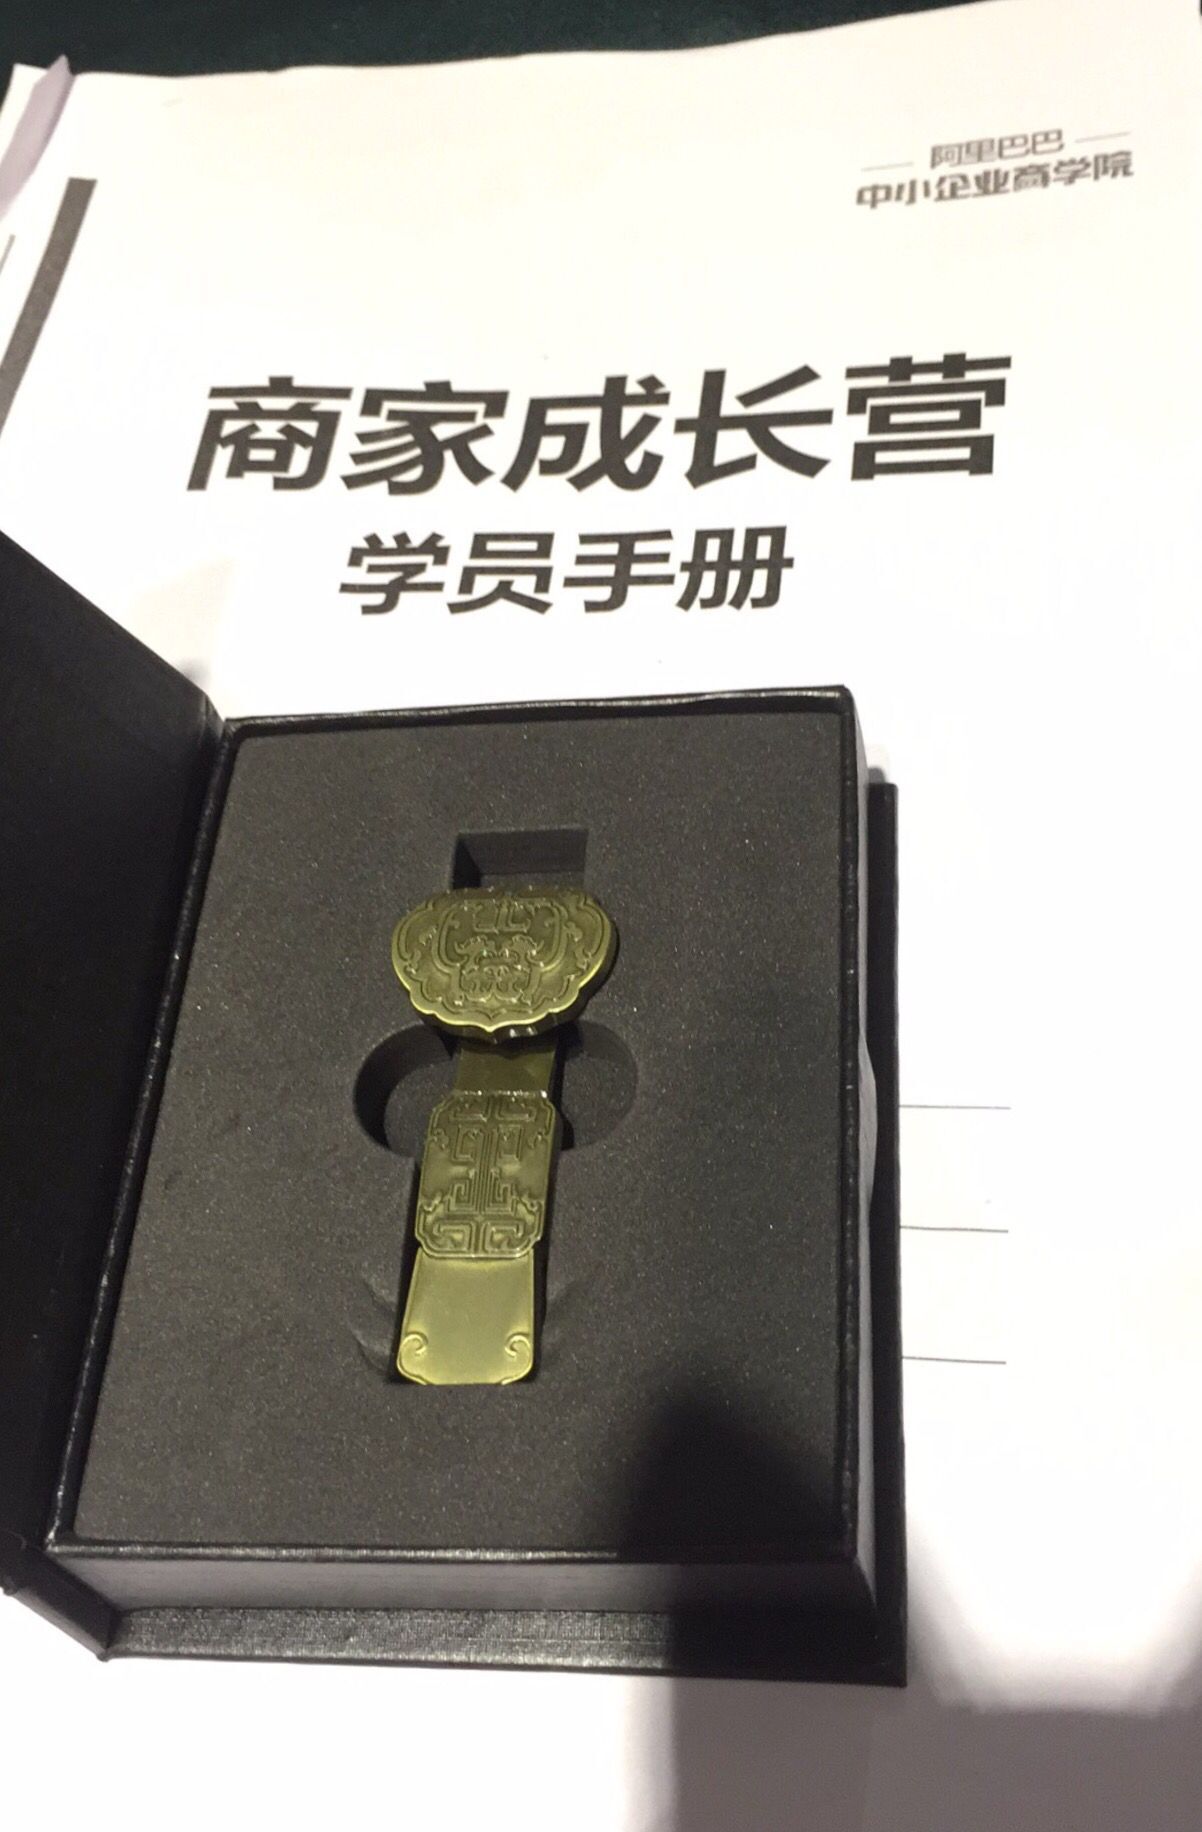 阿里巴巴
中小企业商学院
商家成长营
学员手册